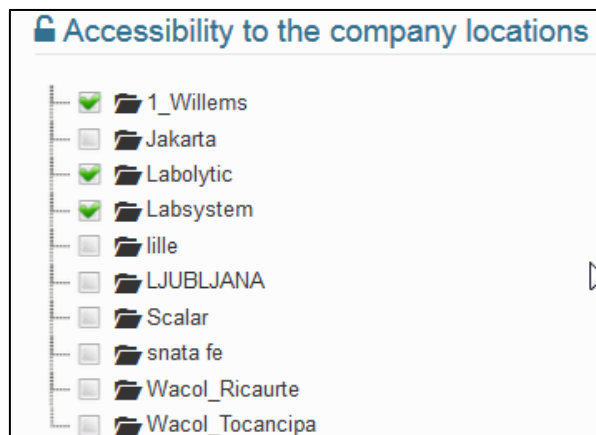 Accessibility to the company locations
1_Willems
Jakarta
Labolytic
Labsystem
lille
LJUBLJANA
Scalar
snata fe
Wacol_Ricaurte
Wacol_Tocancipa